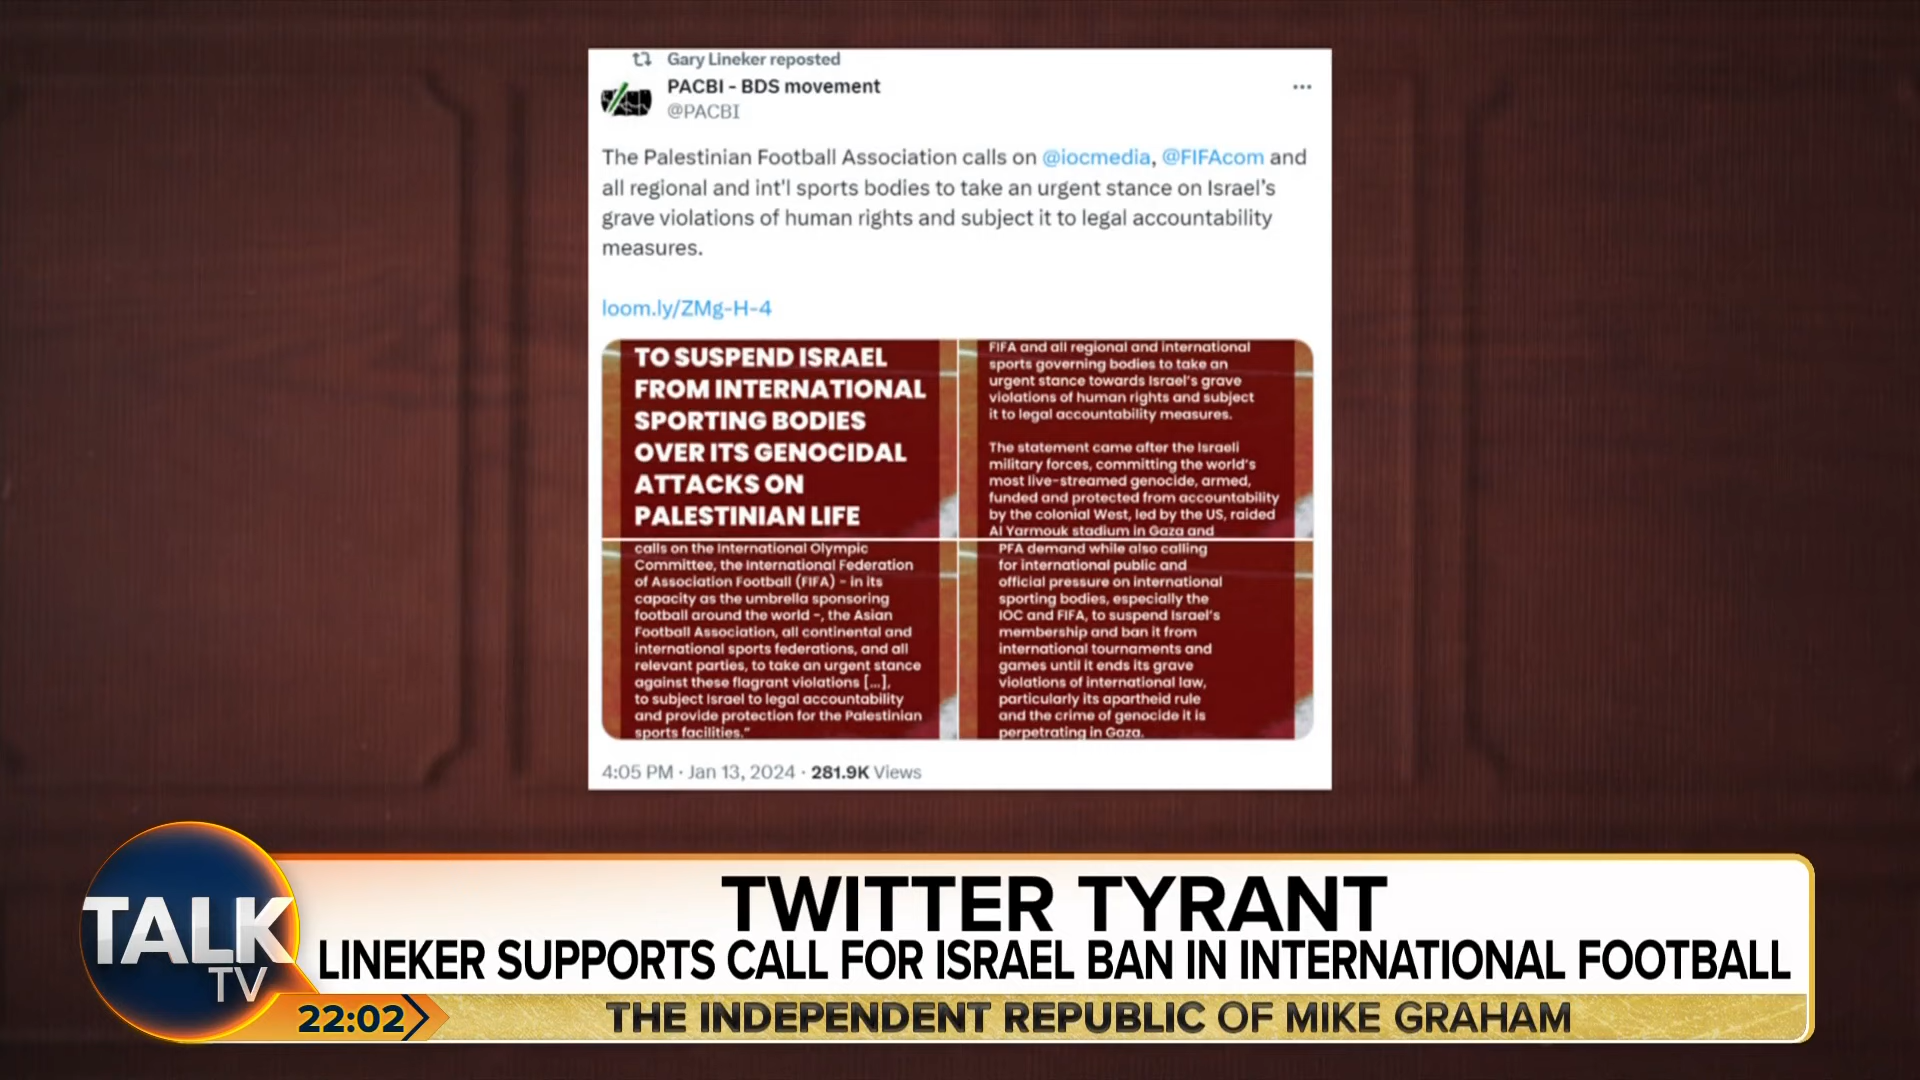 Gary Lineker reposted
PACBI - BDS movement
@PACBI
The Palestinian Football Association calls on @iocmedia, @FIFAcom and
all regional and int'l sports bodies to take an urgent stance on Israel's
grave violations of human rights and subject it to legal accountability
measures.
loom.ly/ZMg-H-4
TO SUSPEND ISRAEL
FROM INTERNATIONAL
SPORTING BODIES
OVER ITS GENOCIDAL
ATTACKS ON
PALESTINIAN LIFE
FIFA and all regional and international
sports governing bodies to take an
urgent stance towards Israel's grave
violations of human rights and subject
it to legal accountability measures.
The statement came after the Israeli
military forces, committing the world's
most live-streamed genocide, armed,
funded and protected from accountability
by the colonial West, led by the US, raided
Al Yarmouk stadium in Gaza and
calls on the International Olympic
Committee, the International Federation
of Association Football (FIFA) - in its
capacity as the umbrella sponsoring
football around the world -, the Asian
Football Association, all continental and
international sports federations, and all
relevant parties, to take an urgent stance
against these flagrant violations [...],
to subject Israel to legal accountability
and provide protection for the Palestinian
sports facilities."
PFA demand while also calling
for international public and
official pressure on international
sporting bodies, especially the
IOC and FIFA, to suspend Israel's
membership and ban it from
international tournaments and
games until it ends its grave
violations of international law,
particularly its apartheid rule
and the crime of genocide it is
perpetrating in Gaza.
4:05 PM · Jan 13, 2024 · 281.9K Views
TALK
TV
22:02
TWITTER TYRANT
LINEKER SUPPORTS CALL FOR ISRAEL BAN IN INTERNATIONAL FOOTBALL
THE INDEPENDENT REPUBLIC OF MIKE GRAHAM